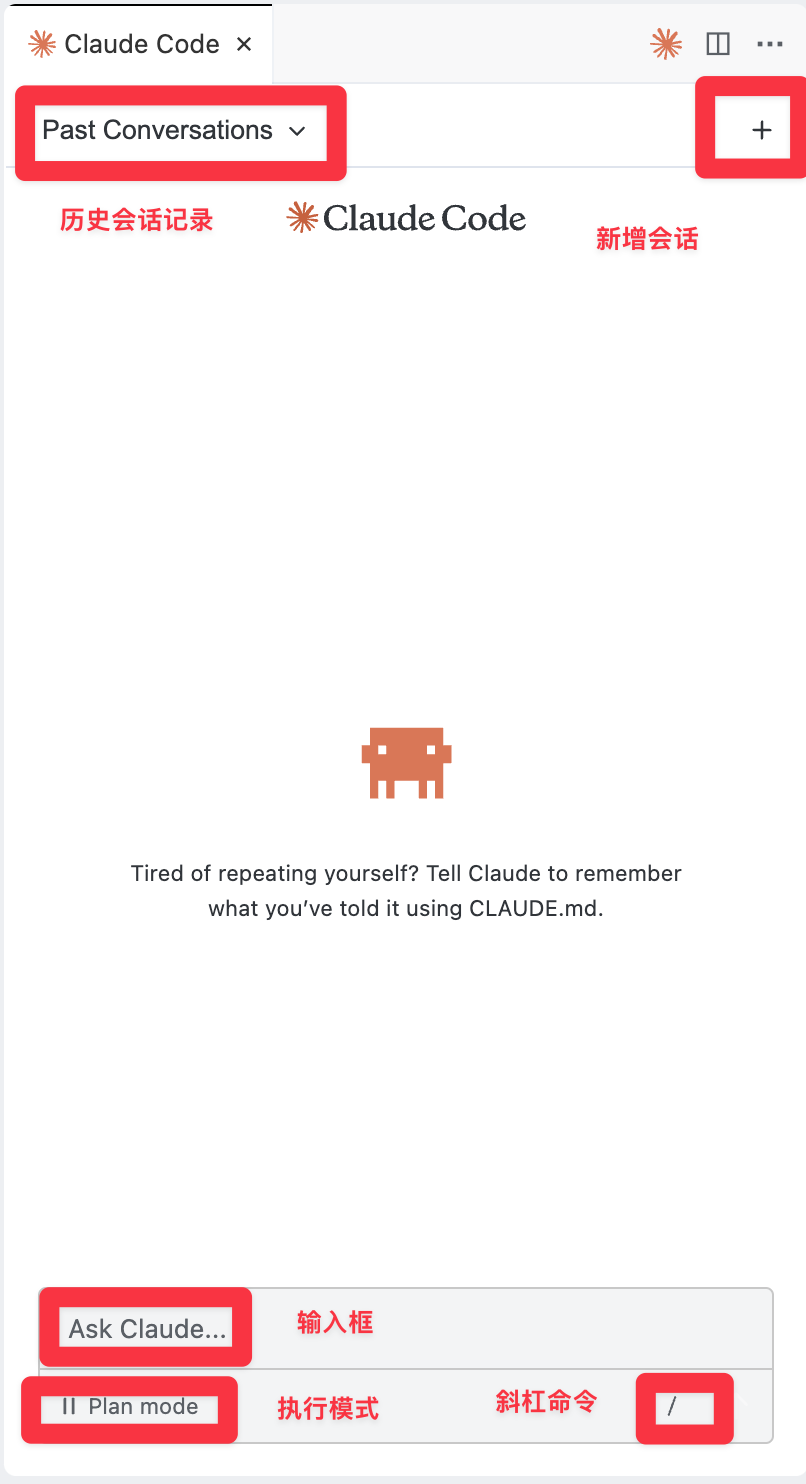 Claude Code
Past Conversations
历史会话记录
Claude Code
新增会话
Tired of repeating yourself? Tell Claude to remember
what you’ve told it using CLAUDE.md.
Ask Claude...
输入框
Plan mode
执行模式
斜杠命令
/